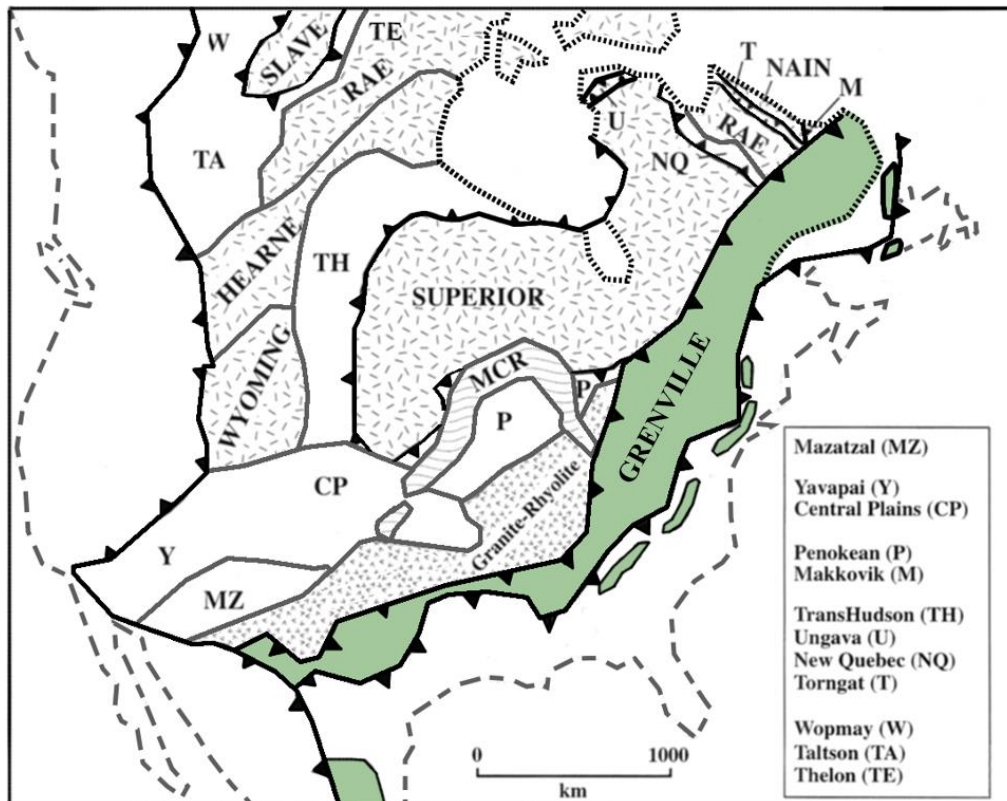 W
SLAVE
TE
RAE
T
NAIN
M
U
RAE
NQ
TA
HEARNE
TH
SUPERIOR
WYOMING
MCR
P
P
GRENVILLE
CP
Granite-Rhyolite
Y
MZ
Mazatzal (MZ)
Yavapai (Y)
Central Plains (CP)
Penokean (P)
Makkovik (M)
TransHudson (TH)
Ungava (U)
New Quebec (NQ)
Torngat (T)
Wopmay (W)
Taltson (TA)
Thelon (TE)
0 1000
km